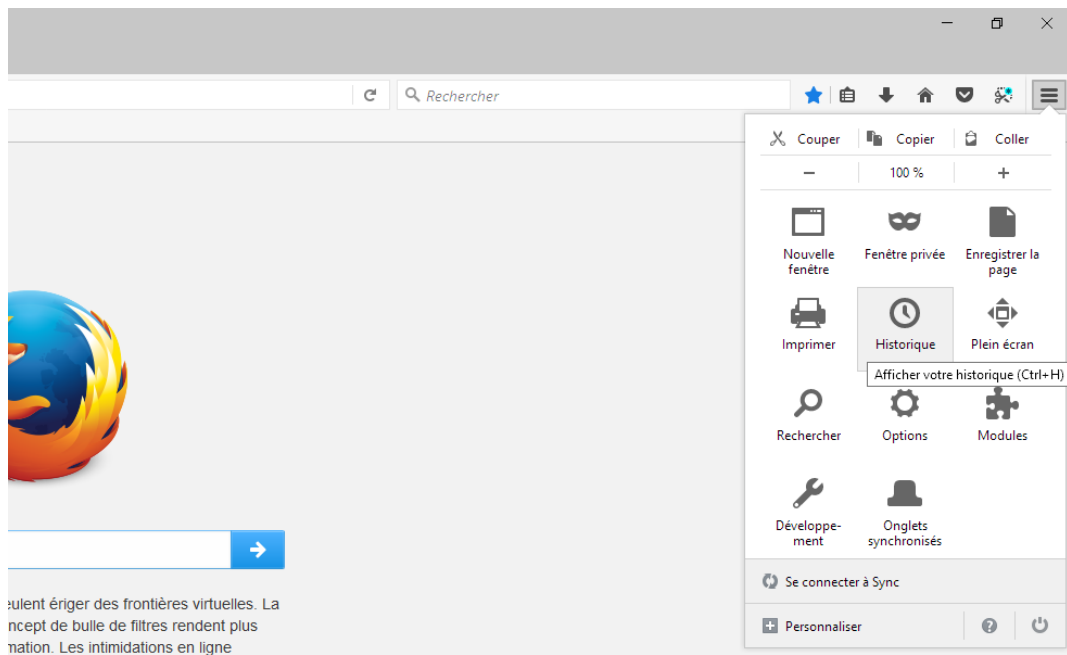 Rechercher
Couper Copier Coller
− 100 % +
Nouvelle fenêtre
Fenêtre privée
Enregistrer la page
Imprimer
Historique
Plein écran
Afficher votre historique (Ctrl+H)
Rechercher
Options
Modules
Développe-
ment
Onglets
synchronisés
Se connecter à Sync
Personnaliser
?
eulent ériger des frontières virtuelles. La
ncept de bulle de filtres rendent plus
mation. Les intimidations en ligne